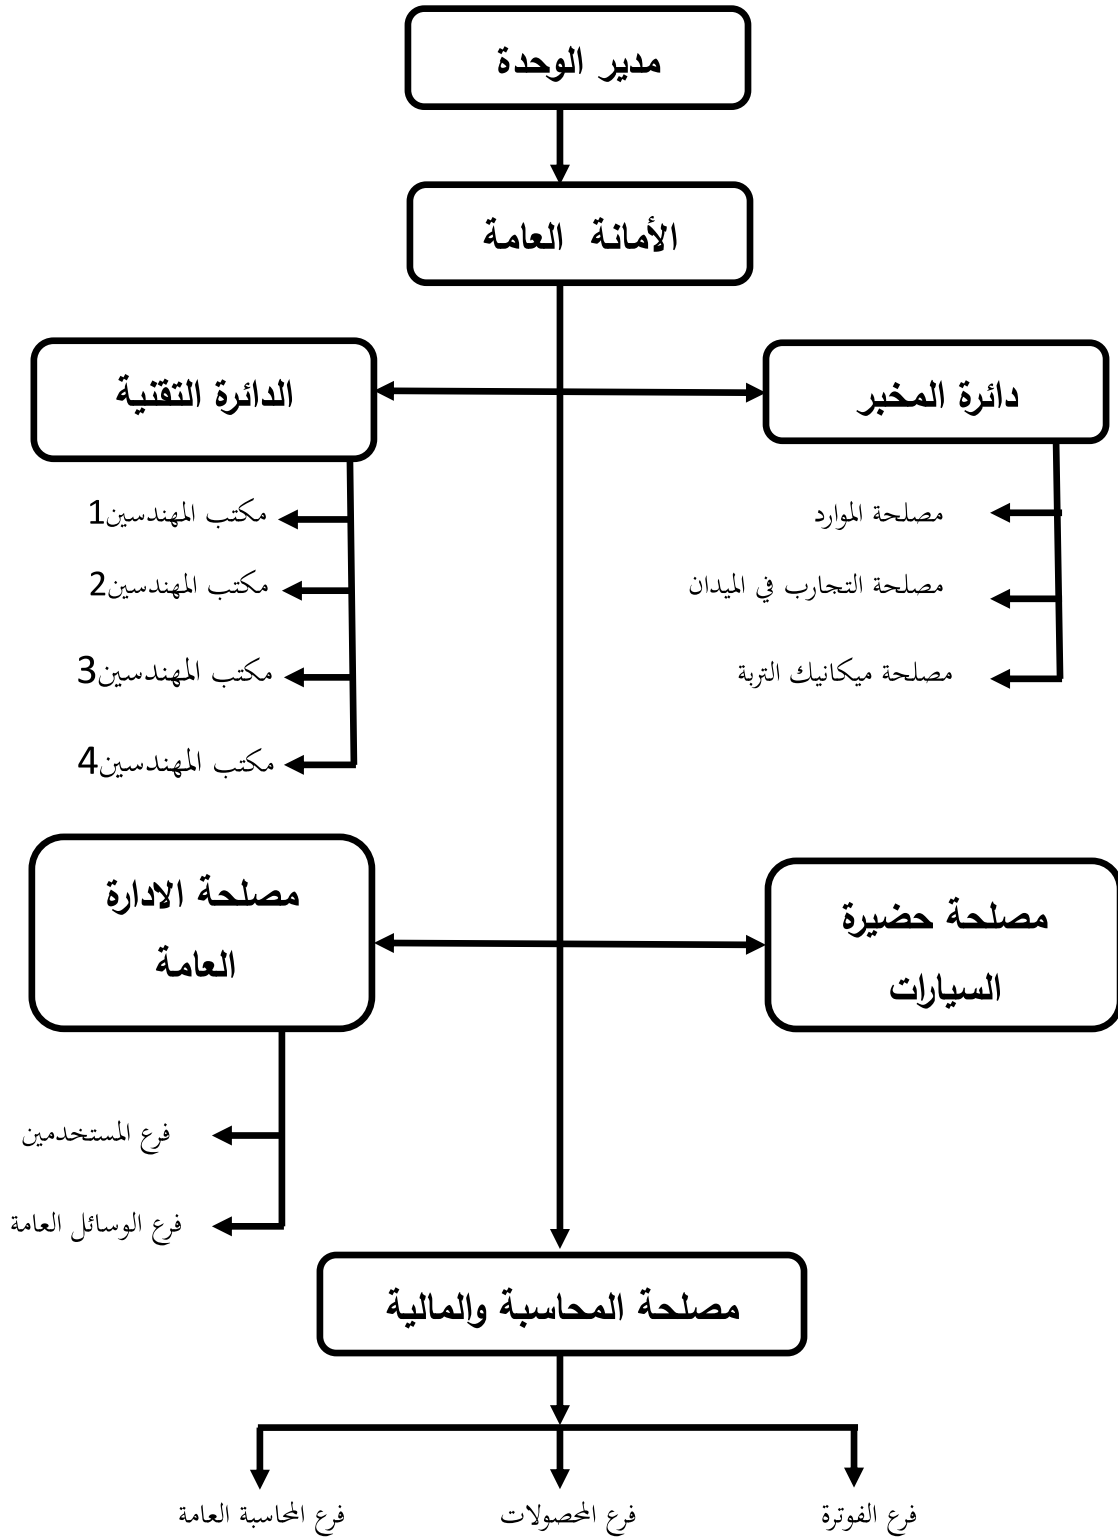 مدير الوحدة
الأمانة العامة
دائرة المخبر
مصلحة الموارد
مصلحة التجارب في الميدان
مصلحة ميكانيك التربة
الدائرة التقنية
مكتب المهندسين1
مكتب المهندسين2
مكتب المهندسين3
مكتب المهندسين4
مصلحة حضيرة
السيارات
مصلحة الادارة
العامة
فرع المستخدمين
فرع الوسائل العامة
مصلحة المحاسبة والمالية
فرع الفوترة
فرع المحصولات
فرع المحاسبة العامة